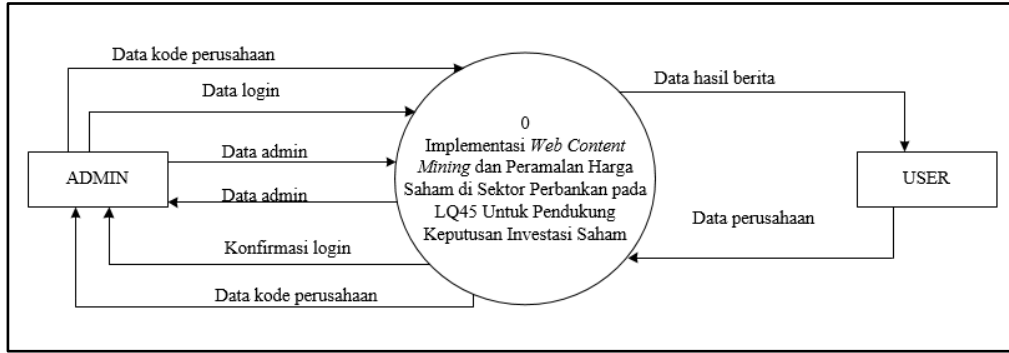 Data kode perusahaan
Data login
Data admin
Data admin
Konfirmasi login
Data kode perusahaan
ADMIN
0
Implementasi Web Content
Mining dan Peramalan Harga
Saham di Sektor Perbankan pada
LQ45 Untuk Pendukung
Keputusan Investasi Saham
Data hasil berita
USER
Data perusahaan